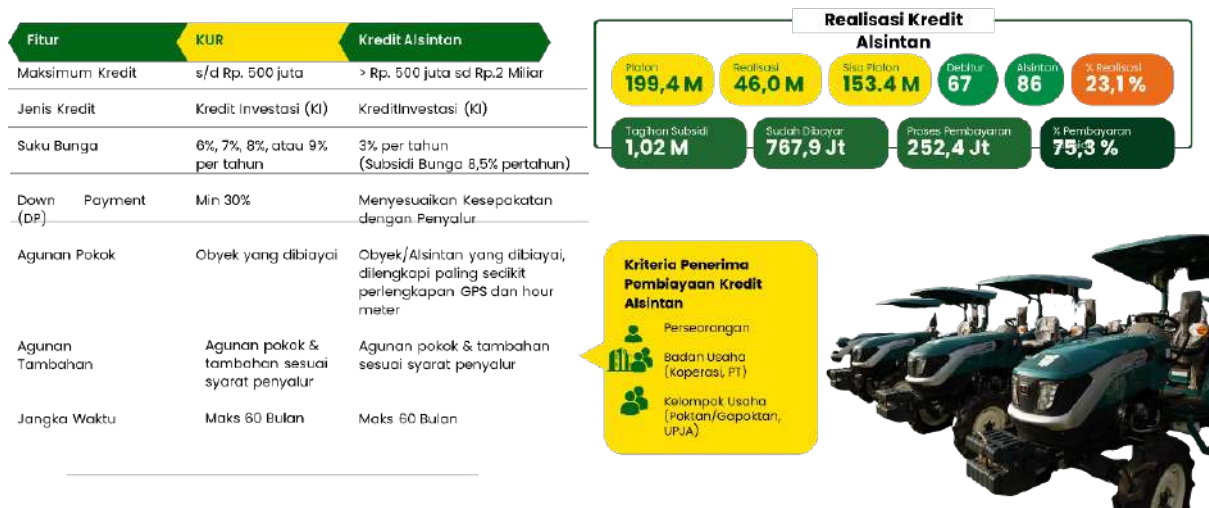 Fitur KUR Kredit Alsintan
Maksimum Kredit s/d Rp. 500 juta > Rp. 500 juta sd Rp.2 Miliar
Jenis Kredit Kredit Investasi (KI) KreditInvestasi (KI)
Suku Bunga 6%, 7%, 8%, atau 9% 3% per tahun
per tahun (Subsidi Bunga 8,5% pertahun)
Down Payment Min 30% Menyesuaikan Kesepakatan
(DP) dengan Penyalur
Agunan Pokok Obyek yang dibiayai Obyek/Alsintan yang dibiayai,
dilengkapi paling sedikit
perlengkapan GPS dan hour
meter
Agunan Agunan pokok & Agunan pokok & tambahan
Tambahan tambahan sesuai sesuai syarat penyalur
syarat penyalur
Jangka Waktu Maks 60 Bulan Maks 60 Bulan
Realisasi Kredit
Alsintan
Plafon Realisasi Sisa Plafon Debitur Alsintan % Realisasi
199,4 M 46,0 M 153.4 M 67 86 23,1 %
Tagihan Subsidi Sudah Dibayar Proses Pembayaran % Pembayaran
1,02 M 767,9 Jt 252,4 Jt 75,3 %
Kriteria Penerima
Pembiayaan Kredit
Alsintan
Perseorangan
Badan Usaha
(Koperasi, PT)
Kelompok Usaha
(Poktan/Gapoktan,
UPJA)